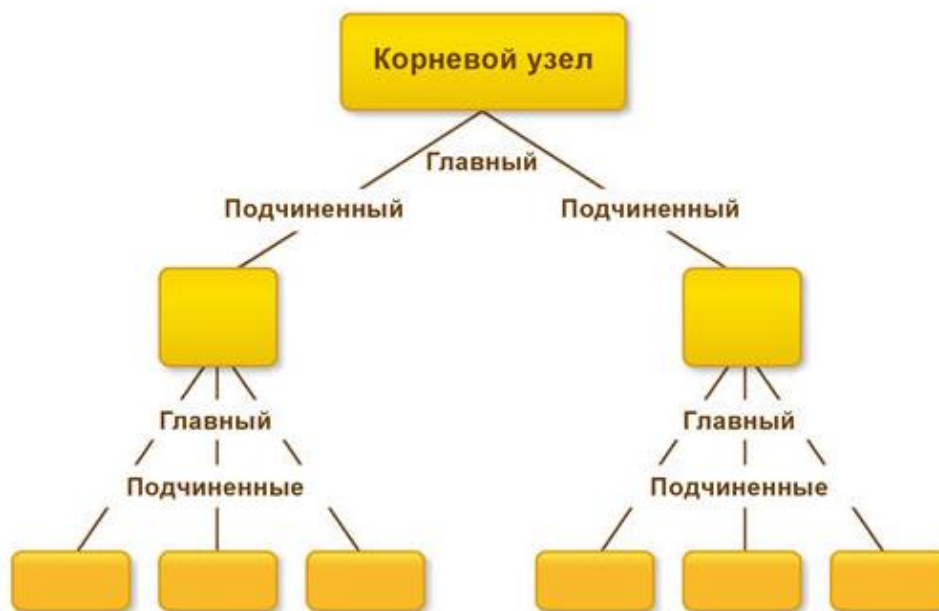 Корневой узел
Главный
Подчиненный
Подчиненный
Главный
Главный
Подчиненные
Подчиненные